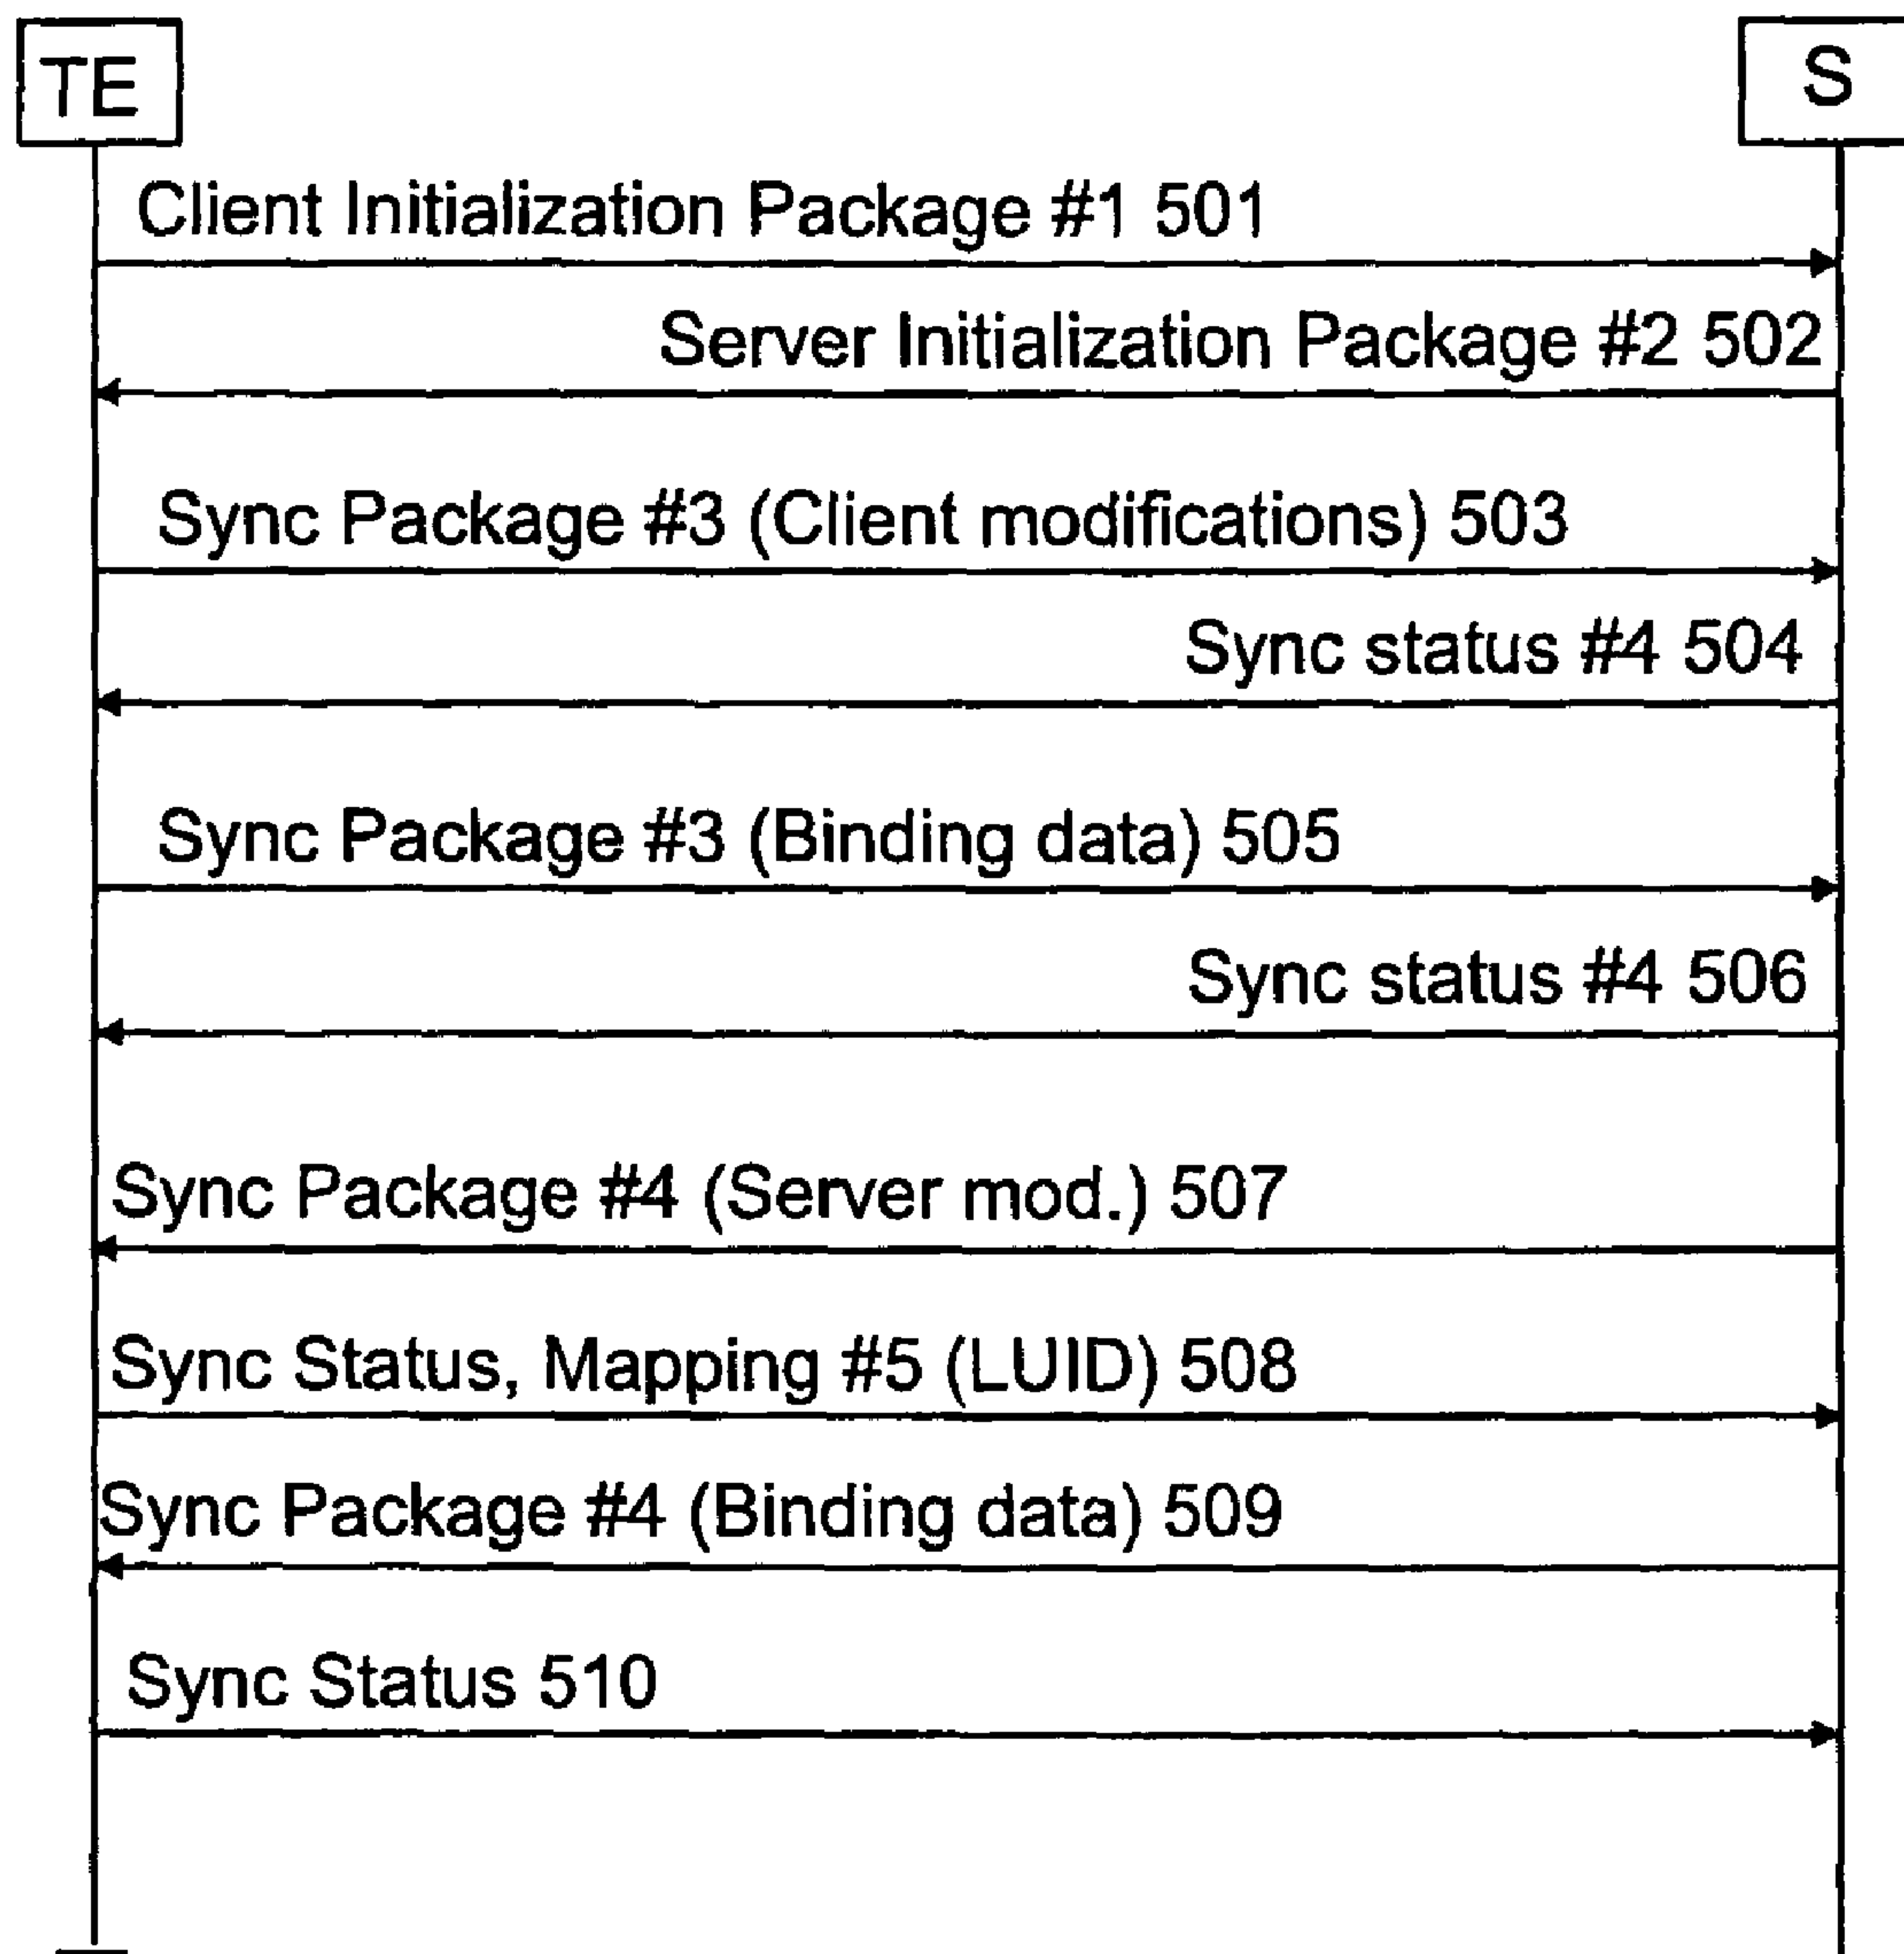 TE
S
Client Initialization Package #1 501
Server Initialization Package #2 502
Sync Package #3 (Client modifications) 503
Sync status #4 504
Sync Package #3 (Binding data) 505
Sync status #4 506
Sync Package #4 (Server mod.) 507
Sync Status, Mapping #5 (LUID) 508
Sync Package #4 (Binding data) 509
Sync Status 510